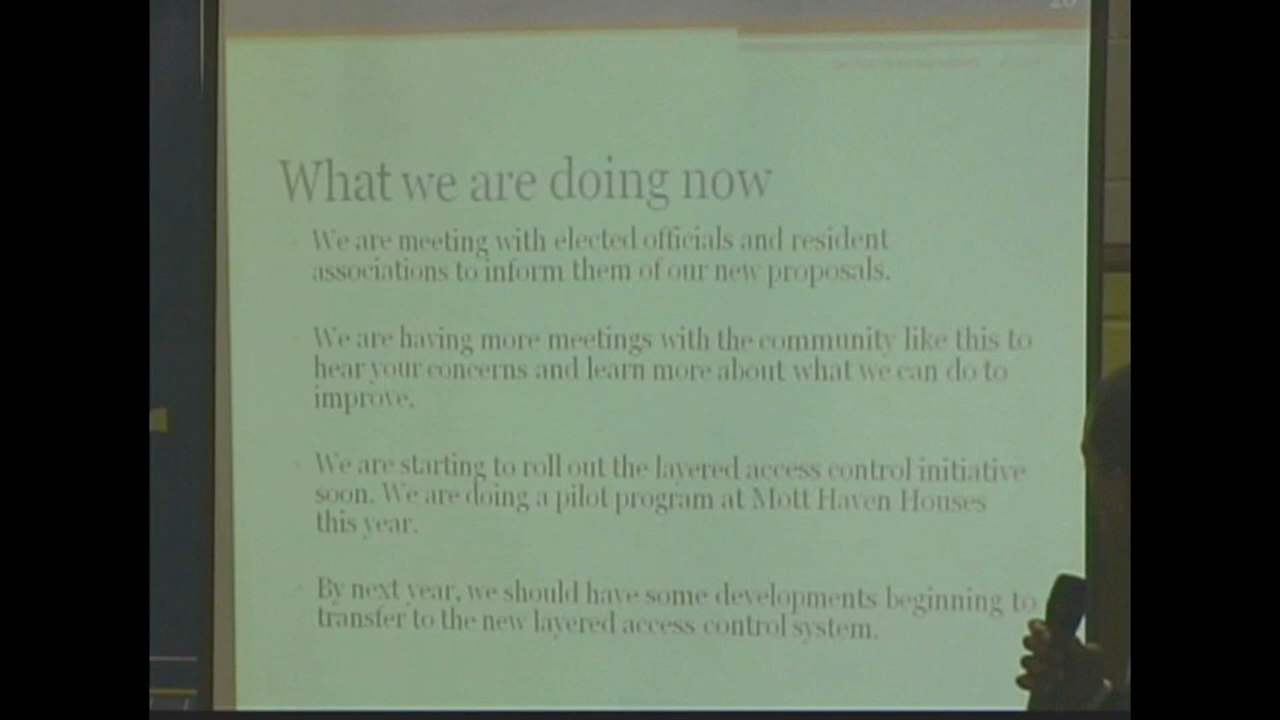 What we are doing now
We are meeting with elected officials and resident
associations to inform them of our new proposals.
We are having more meetings with the community like this to
hear your concerns and learn more about what we can do to
improve.
We are starting to roll out the layered access control initiative
soon. We are doing a pilot program at Mott Haven Houses
this year.
By next year, we should have some developments beginning to
transfer to the new layered access control system.